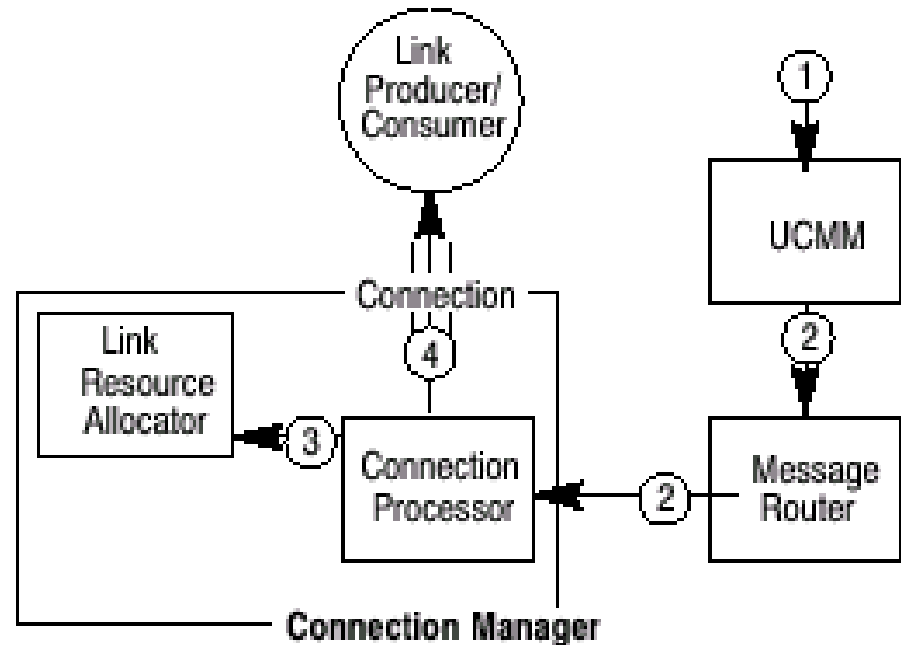 Link
Producer/
Consumer
1
UCMM
2
Connection
Link
Resource
Allocator
4
3
Connection
Processor
2
Message
Router
Connection Manager